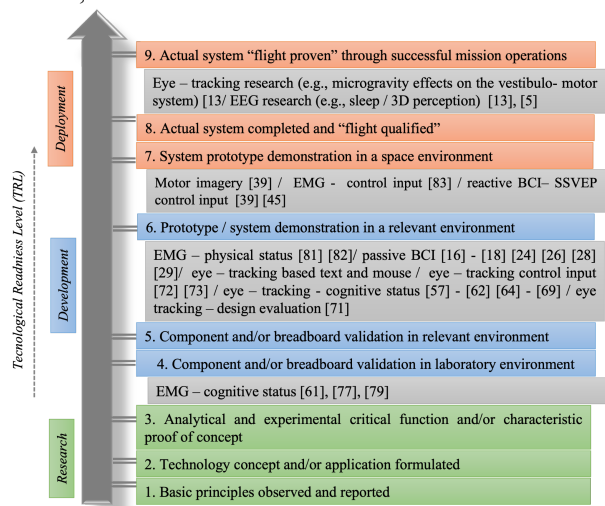 9. Actual system “flight proven” through successful mission operations
Eye – tracking research (e.g., microgravity effects on the vestibulo- motor
system) [13/ EEG research (e.g., sleep / 3D perception) [13], [5]
8. Actual system completed and “flight qualified”
7. System prototype demonstration in a space environment
Motor imagery [39] / EMG - control input [83] / reactive BCI– SSVEP
control input [39] [45]
6. Prototype / system demonstration in a relevant environment
EMG – physical status [81] [82]/ passive BCI [16] - [18] [24] [26] [28]
[29]/ eye – tracking based text and mouse / eye – tracking control input
[72] [73] / eye – tracking - cognitive status [57] - [62] [64] - [69] / eye
tracking – design evaluation [71]
5. Component and/or breadboard validation in relevant environment
4. Component and/or breadboard validation in laboratory environment
EMG – cognitive status [61], [77], [79]
3. Analytical and experimental critical function and/or characteristic
proof of concept
2. Technology concept and/or application formulated
1. Basic principles observed and reported
Deployment
Development
Research
Tecnological Readness Level (TRL)